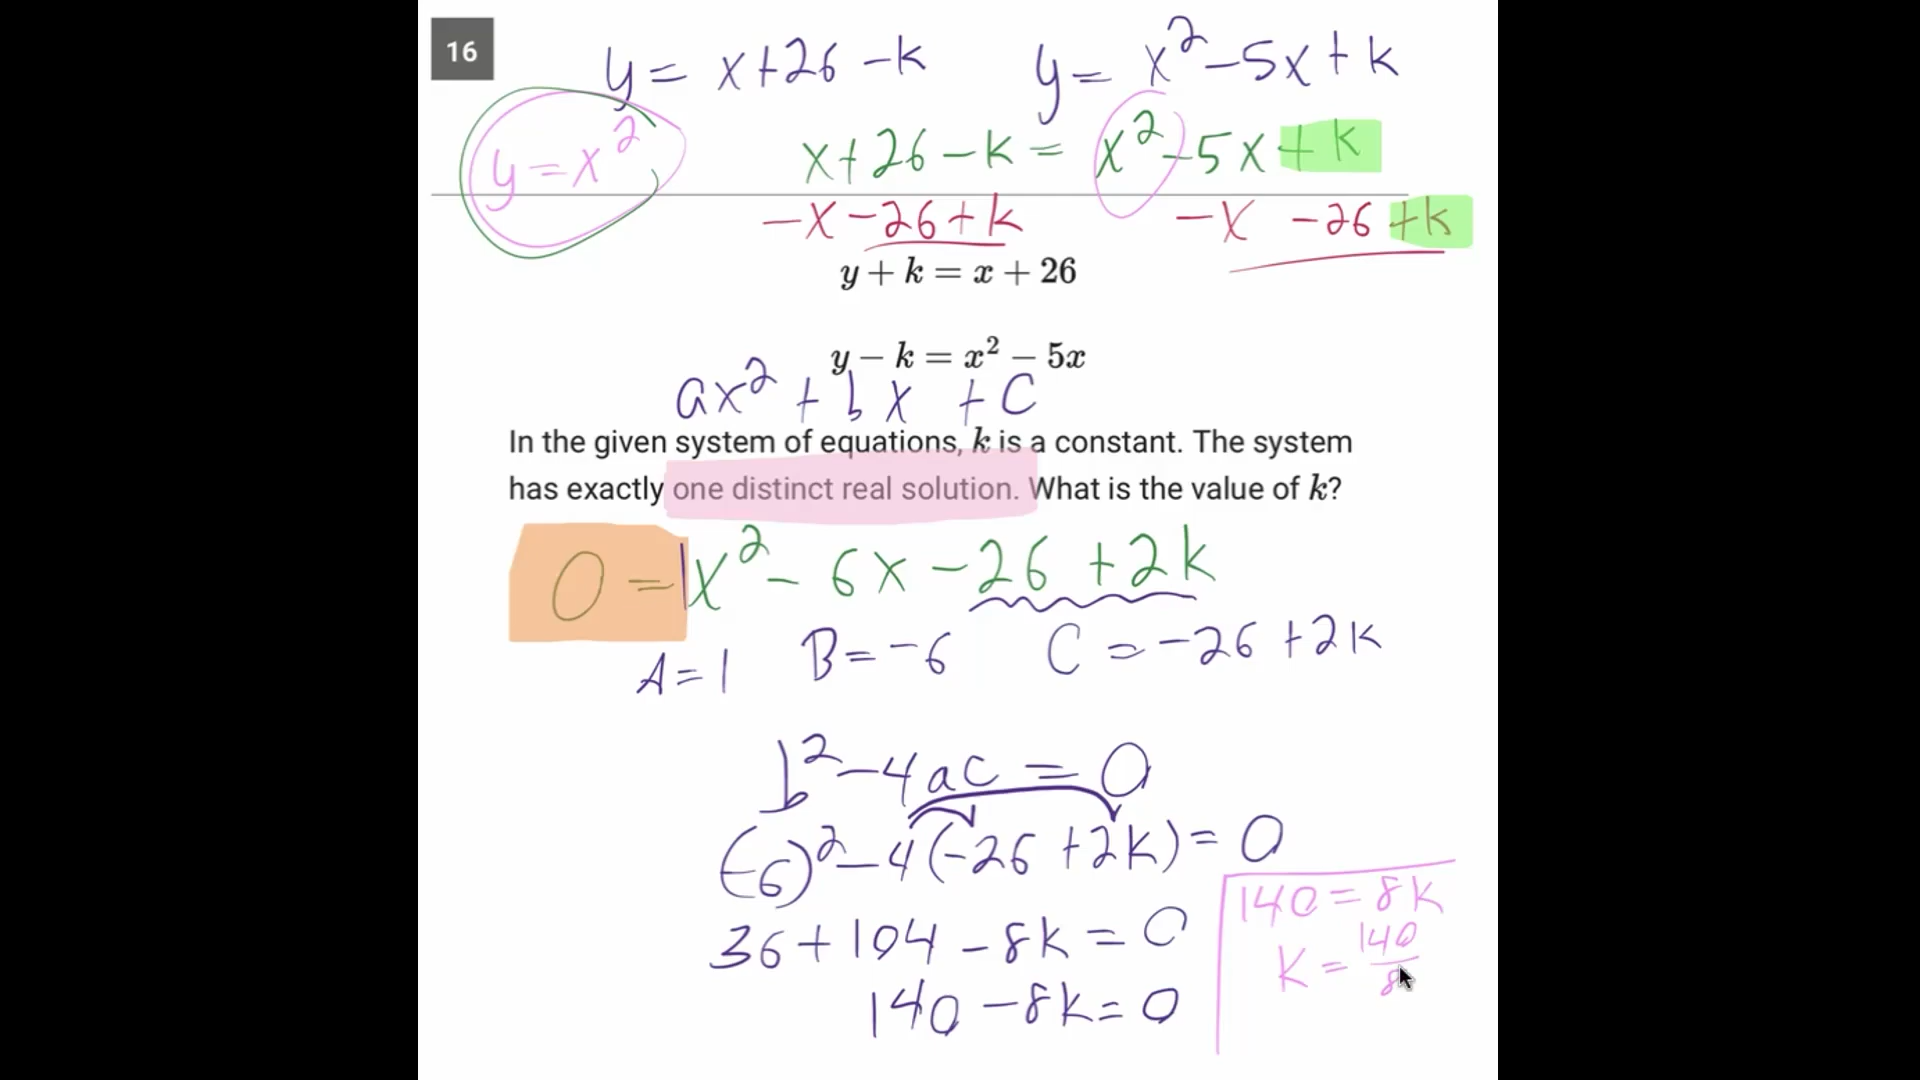 16
y = x + 26 - k
y = x² - 5x + k
y = x²
x + 26 - k = x² - 5x + k
-x - 26 + k
-x - 26 + k
y + k = x + 26
y − k = x² − 5x
ax² + bx + C
In the given system of equations, k is a constant. The system
has exactly one distinct real solution. What is the value of k?
0 = 1x² - 6x - 26 + 2k
A = 1 B = -6 C = -26 + 2k
b² - 4ac = 0
(-6)² - 4(-26 + 2k) = 0
36 + 104 - 8k = 0
140 - 8k = 0
140 = 8k
k = 140/8